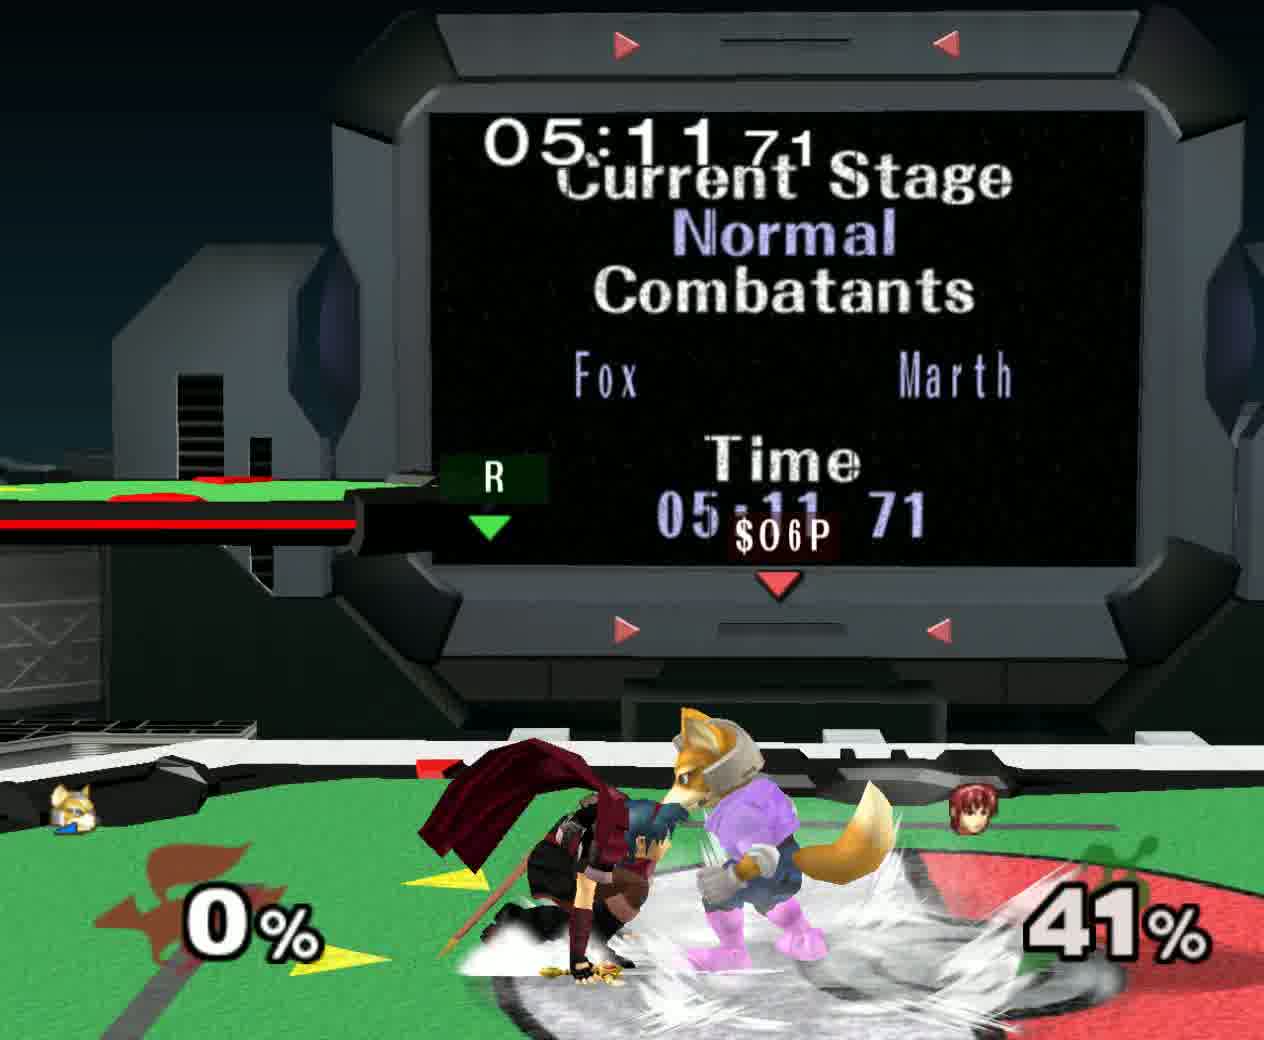 05:11 71
Current Stage
Normal
Combatants
Fox Marth
Time
05:11 71
R
$06P
0%
41%